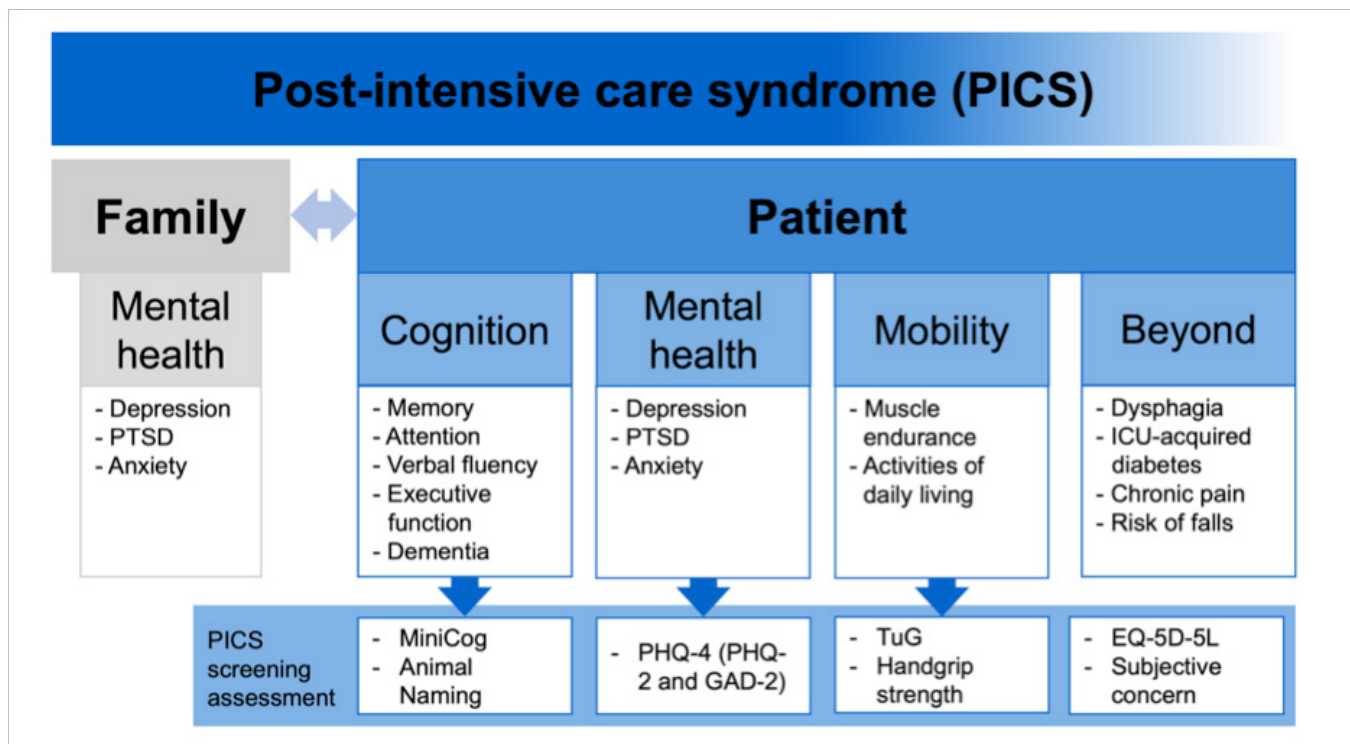 Post-intensive care syndrome (PICS)
Family
Patient
Mental
health
- Depression
- PTSD
- Anxiety
Cognition
- Memory
- Attention
- Verbal fluency
- Executive
function
- Dementia
Mental
health
- Depression
- PTSD
- Anxiety
Mobility
- Muscle
endurance
- Activities of
daily living
Beyond
- Dysphagia
- ICU-acquired
diabetes
- Chronic pain
- Risk of falls
PICS
screening
assessment
- MiniCog
- Animal
Naming
- PHQ-4 (PHQ-
2 and GAD-2)
- TuG
- Handgrip
strength
- EQ-5D-5L
- Subjective
concern